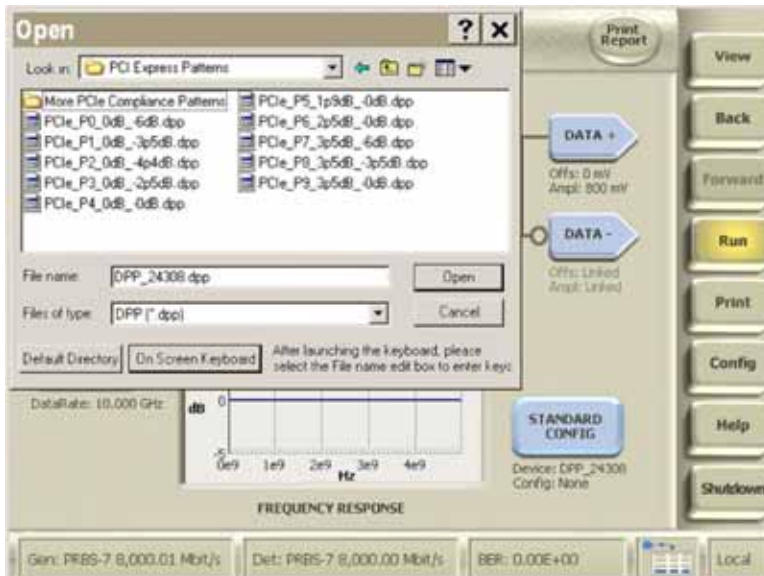 Open
? X
Look in: PCI Express Patterns
More PCIe Compliance Patterns
PCIe_P0_0dB_-6dB.dpp
PCIe_P1_0dB_-3p5dB.dpp
PCIe_P2_0dB_-4p4dB.dpp
PCIe_P3_0dB_-2p5dB.dpp
PCIe_P4_0dB_-0dB.dpp
PCIe_P5_1p9dB_-0dB.dpp
PCIe_P6_2p5dB_-0dB.dpp
PCIe_P7_3p5dB_-6dB.dpp
PCIe_P8_3p5dB_-3p5dB.dpp
PCIe_P9_3p5dB_-0dB.dpp
File name: DPP_24308.dpp
Open
Files of type: DPP (*.dpp)
Cancel
Default Directory
On Screen Keyboard
After launching the keyboard, please
select the File name edit box to enter keys
Print
Report
DATA +
Offs: 0 mV
Ampl: 800 mV
DATA -
Offs: Linked
Ampl: Linked
View
Back
Forward
Run
Print
Config
Help
Shutdown
DataRate: 10.000 GHz
dB
0
-5
0e9 1e9 2e9 3e9 4e9
Hz
FREQUENCY RESPONSE
STANDARD
CONFIG
Device: DPP_24308
Config: None
Gen: PRBS-7 8,000.01 Mbit/s
Det: PRBS-7 8,000.00 Mbit/s
BER: 0.00E+00
Local